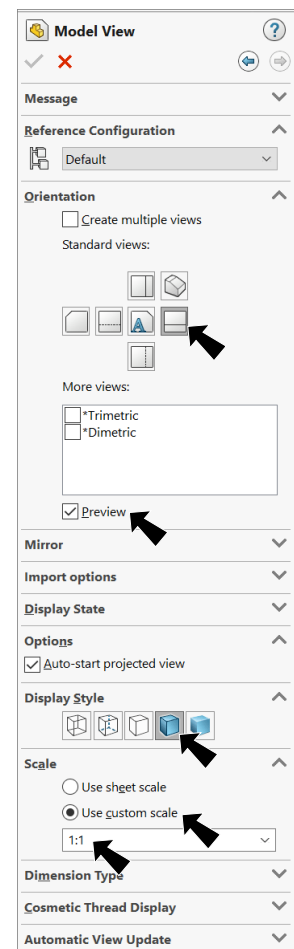 Model View
?
Message
Reference Configuration
Default
Orientation
Create multiple views
Standard views:
A
More views:
*Trimetric
*Dimetric
Preview
Mirror
Import options
Display State
Options
Auto-start projected view
Display Style
Scale
Use sheet scale
Use custom scale
1:1
Dimension Type
Cosmetic Thread Display
Automatic View Update